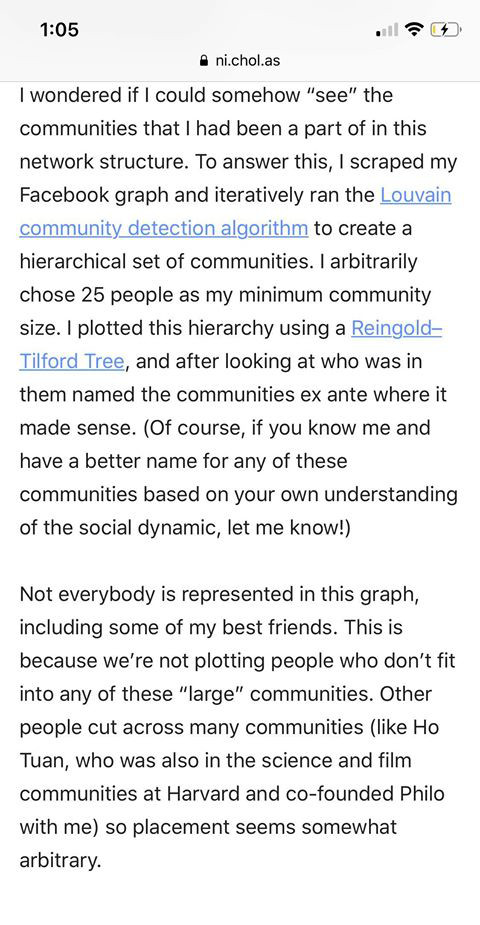 1:05
ni.chol.as
I wondered if I could somehow “see” the
communities that I had been a part of in this
network structure. To answer this, I scraped my
Facebook graph and iteratively ran the Louvain
community detection algorithm to create a
hierarchical set of communities. I arbitrarily
chose 25 people as my minimum community
size. I plotted this hierarchy using a Reingold–
Tilford Tree, and after looking at who was in
them named the communities ex ante where it
made sense. (Of course, if you know me and
have a better name for any of these
communities based on your own understanding
of the social dynamic, let me know!)
Not everybody is represented in this graph,
including some of my best friends. This is
because we’re not plotting people who don’t fit
into any of these “large” communities. Other
people cut across many communities (like Ho
Tuan, who was also in the science and film
communities at Harvard and co-founded Philo
with me) so placement seems somewhat
arbitrary.